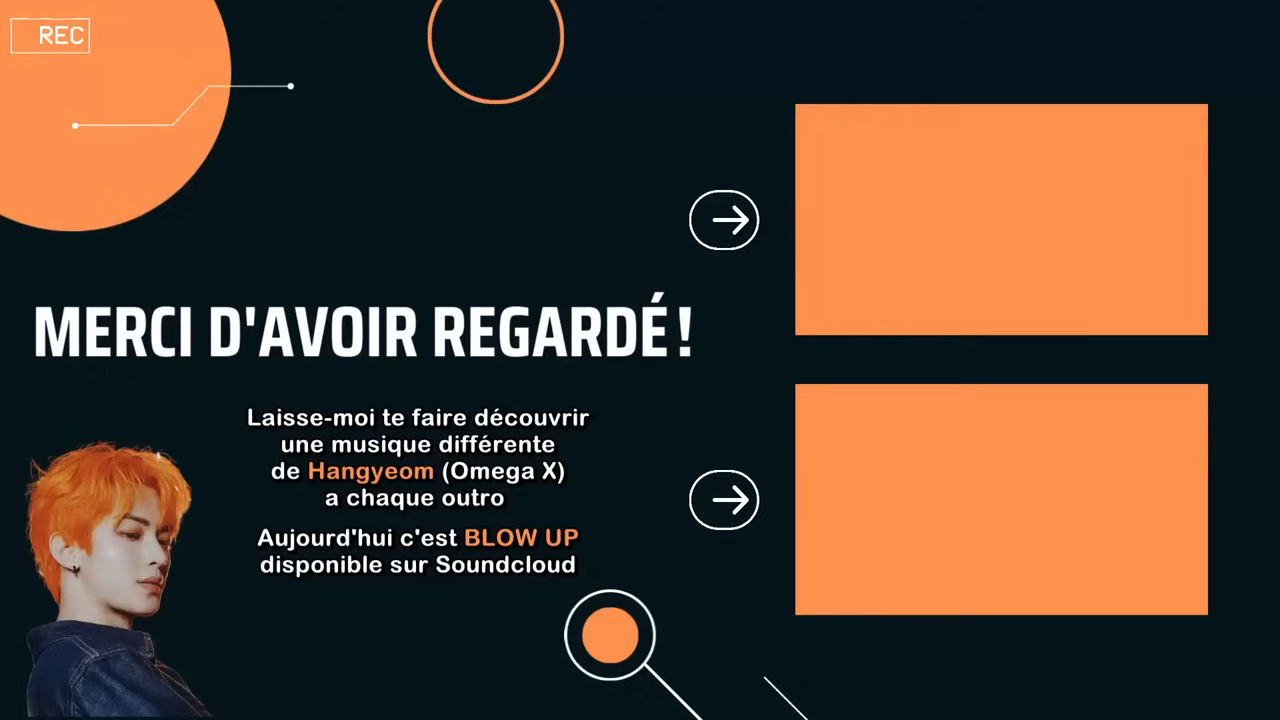 REC
MERCI D'AVOIR REGARDÉ !
Laisse-moi te faire découvrir
une musique différente
de Hangyeom (Omega X)
a chaque outro
Aujourd'hui c'est BLOW UP
disponible sur Soundcloud